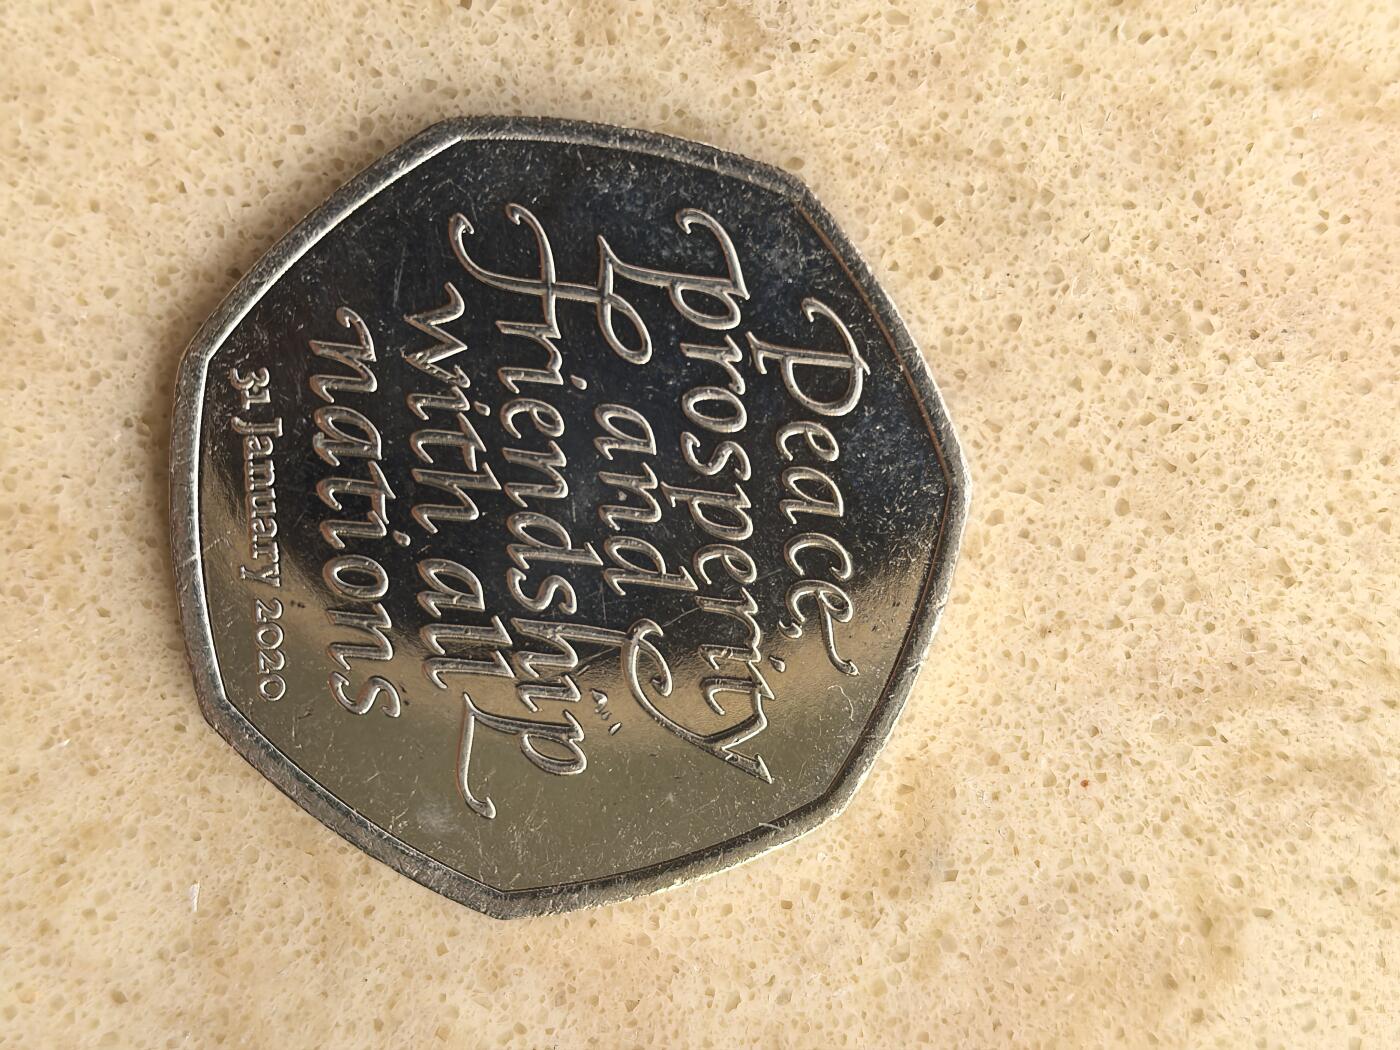 Peace,
prosperity
and
friendship
with all
nations
31 January 2020